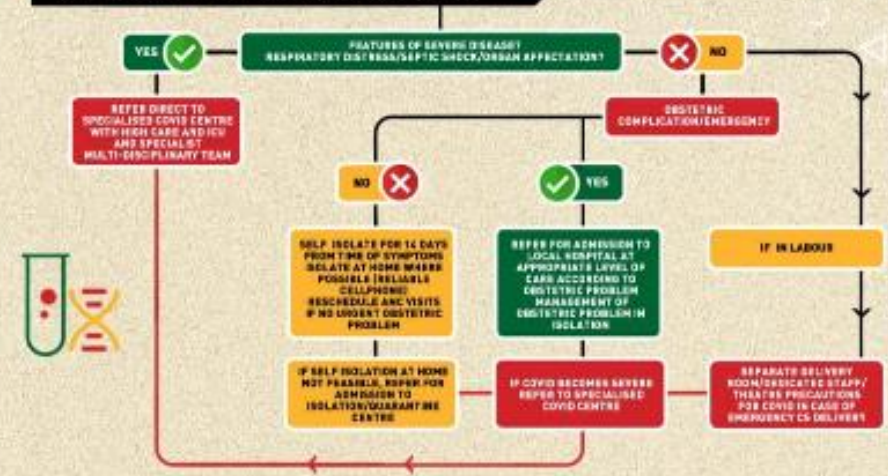 YES
FEATURES OF SEVERE DISEASE?
RESPIRATORY DISTRESS/SEPTIC SHOCK/ORGAN AFFECTATION?
NO
REFER DIRECT TO
SPECIALISED COVID CENTRE
WITH HIGH CARE AND ICU
AND SPECIALIST
MULTI-DISCIPLINARY TEAM
OBSTETRIC
COMPLICATION/EMERGENCY
NO
YES
SELF ISOLATE FOR 14 DAYS
FROM TIME OF SYMPTOMS
ISOLATE AT HOME WHERE
POSSIBLE (RELIABLE
CELLPHONE)
RESCHEDULE ANC VISITS
IF NO URGENT OBSTETRIC
PROBLEM
REFER FOR ADMISSION TO
LOCAL HOSPITAL AT
APPROPRIATE LEVEL OF
CARE ACCORDING TO
OBSTETRIC PROBLEM
MANAGEMENT OF
OBSTETRIC PROBLEM IN
ISOLATION
IF IN LABOUR
IF SELF ISOLATION AT HOME
NOT FEASIBLE, REFER FOR
ADMISSION TO
ISOLATION/QUARANTINE
CENTRE
IF COVID BECOMES SEVERE
REFER TO SPECIALISED
COVID CENTRE
SEPARATE DELIVERY
ROOM/DEDICATED STAFF/
THEATRE PRECAUTIONS
FOR COVID IN CASE OF
EMERGENCY CS DELIVERY